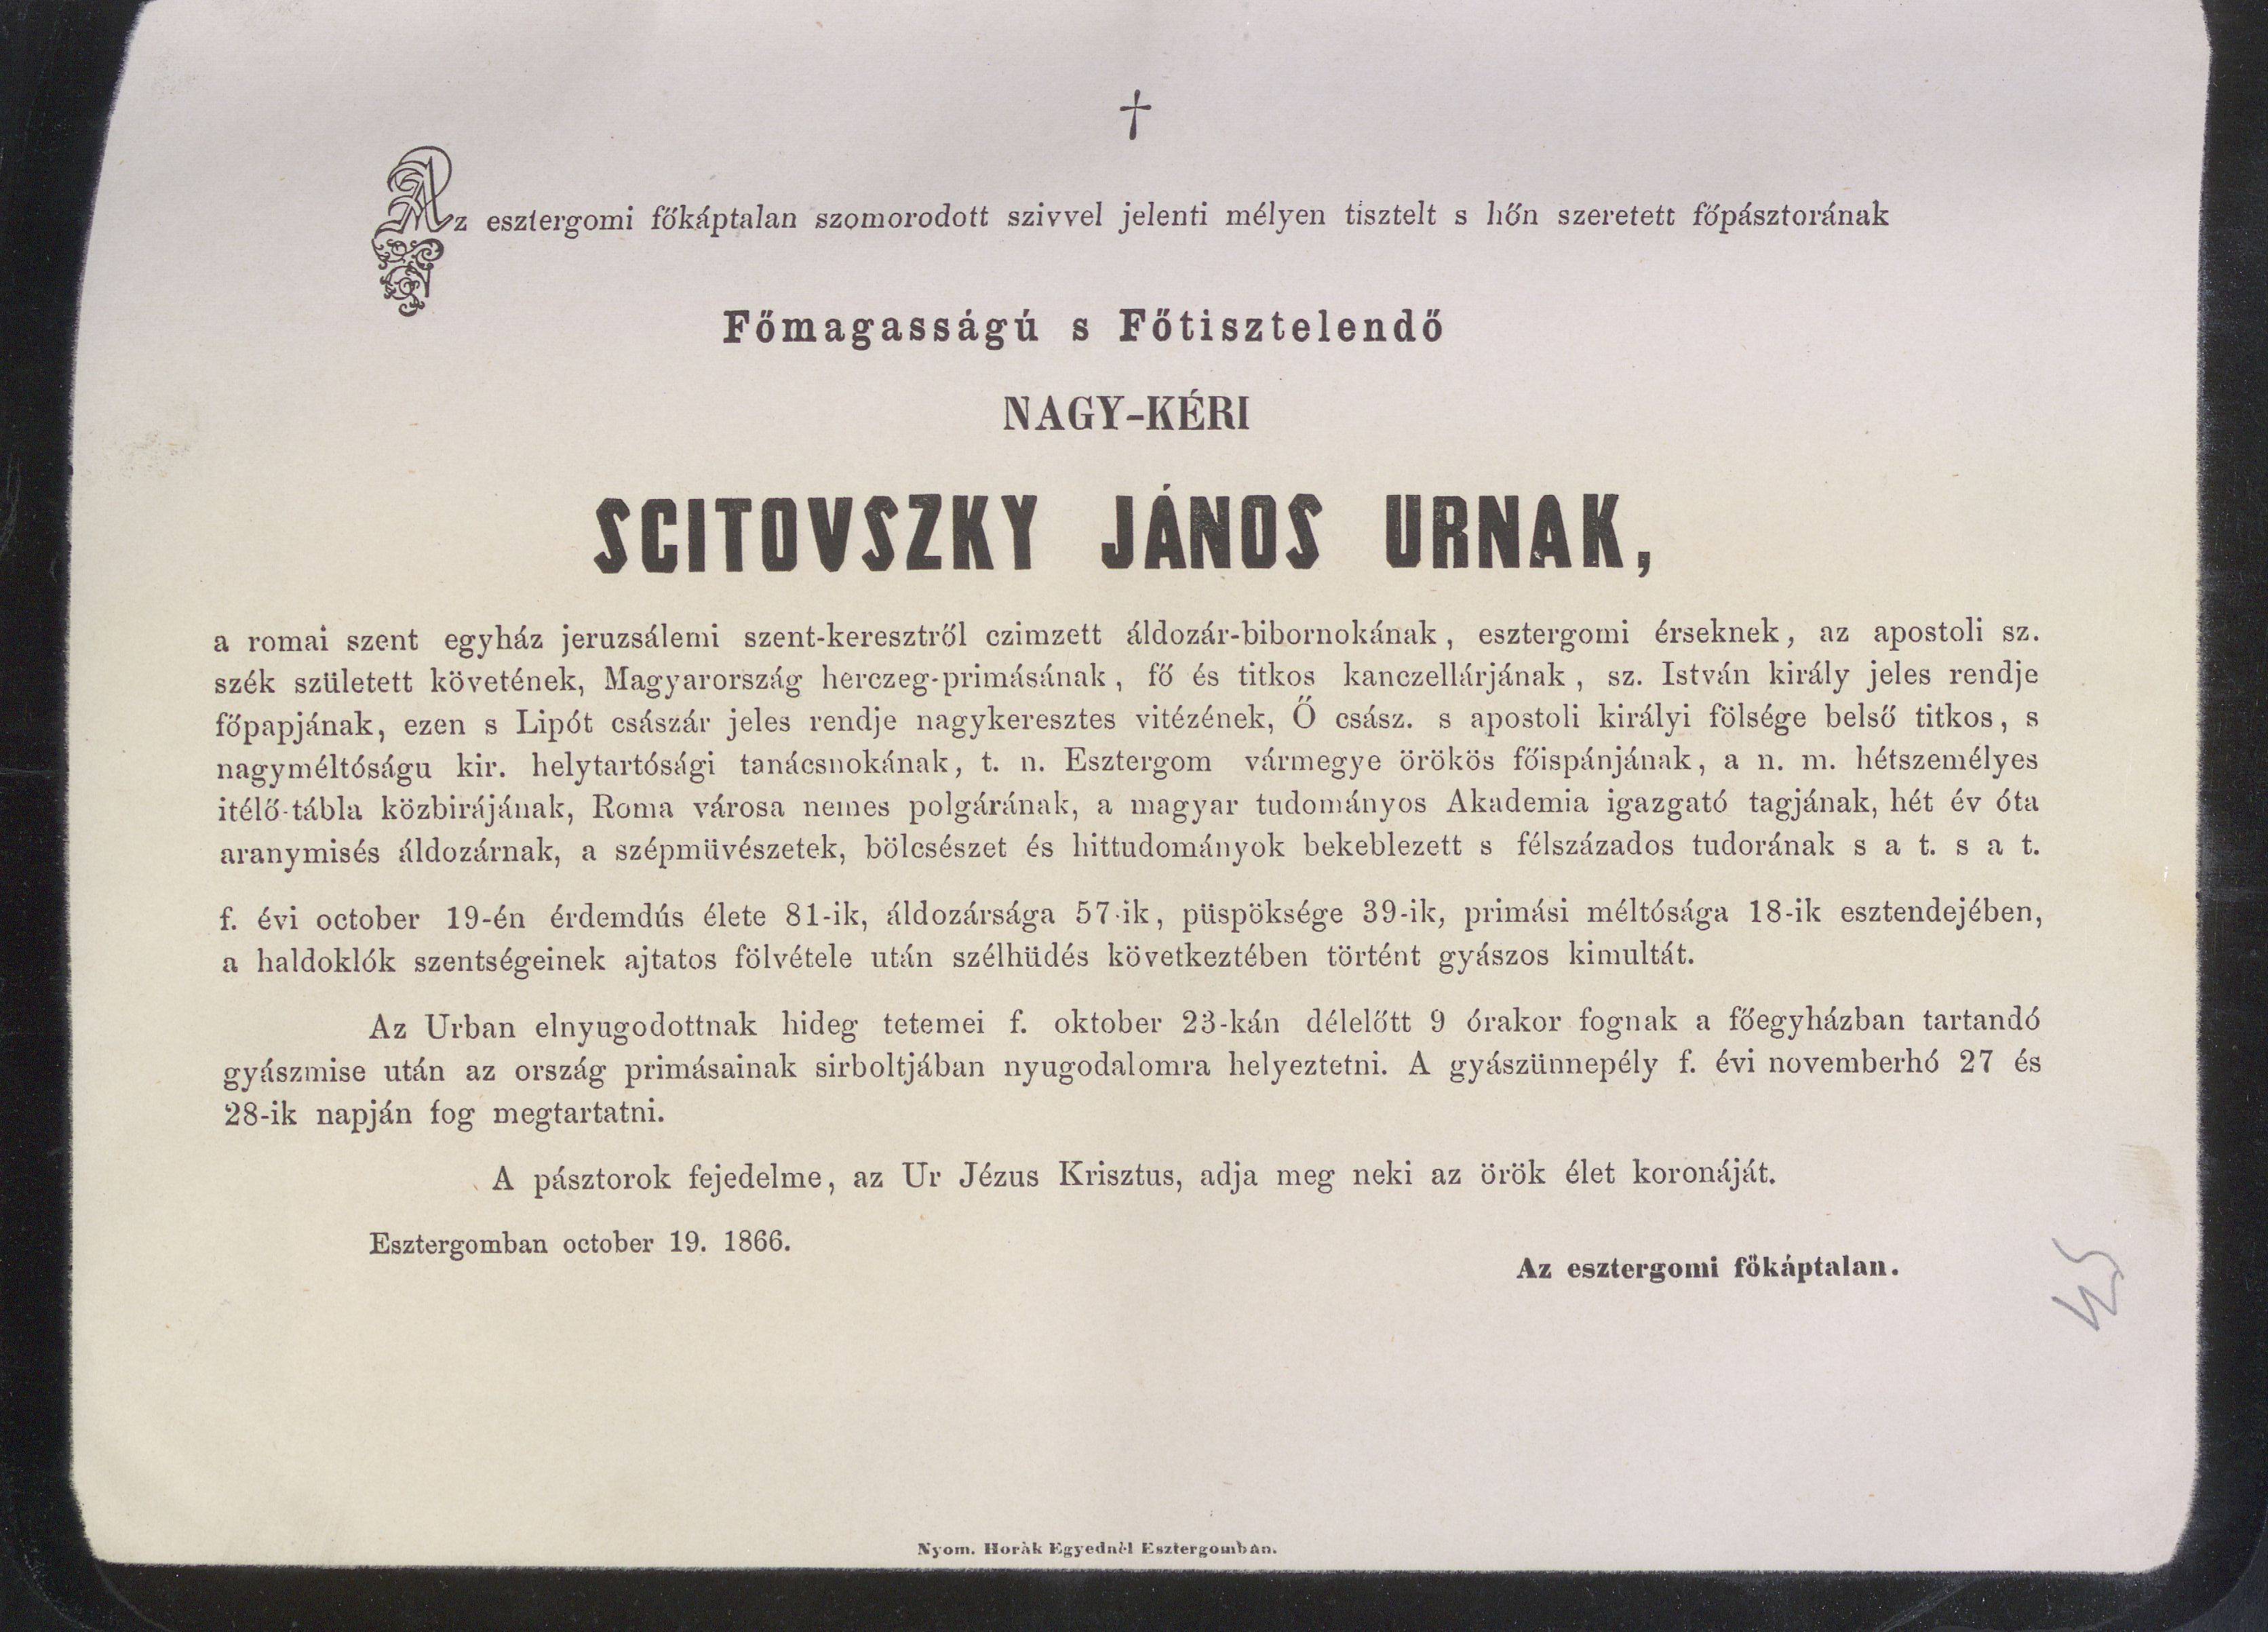 †
Az esztergomi főkáptalan szomorodott szivvel jelenti mélyen tisztelt s hőn szeretett főpásztorának
Főmagasságú s Főtisztelendő
NAGY-KÉRI
SCITOVSZKY JÁNOS URNAK,
a romai szent egyház jeruzsálemi szent-keresztről czimzett áldozár-bibornokának, esztergomi érseknek, az apostoli sz.
szék született követének, Magyarország herczeg-primásának, fő és titkos kanczellárjának, sz. István király jeles rendje
főpapjának, ezen s Lipót császár jeles rendje nagykeresztes vitézének, Ő csász. s apostoli királyi fölsége belső titkos, s
nagyméltóságu kir. helytartósági tanácsnokának, t. n. Esztergom vármegye örökös főispánjának, a n. m. hétszemélyes
itélő-tábla közbirájának, Roma városa nemes polgárának, a magyar tudományos Akademia igazgató tagjának, hét év óta
aranymisés áldozárnak, a szépmüvészetek, bölcsészet és hittudományok bekeblezett s félszázados tudorának s a t. s a t.
f. évi october 19-én érdemdús élete 81-ik, áldozársága 57-ik, püspöksége 39-ik, primási méltósága 18-ik esztendejében,
a haldoklók szentségeinek ajtatos fölvétele után szélhüdés következtében történt gyászos kimultát.
Az Urban elnyugodottnak hideg tetemei f. oktober 23-kán délelőtt 9 órakor fognak a főegyházban tartandó
gyászmise után az ország primásainak sirboltjában nyugodalomra helyeztetni. A gyászünnepély f. évi novemberhó 27 és
28-ik napján fog megtartatni.
A pásztorok fejedelme, az Ur Jézus Krisztus, adja meg neki az örök élet koronáját.
Esztergomban october 19. 1866.
Az esztergomi főkáptalan.
Nyom. Horák Egyednél Esztergomban.